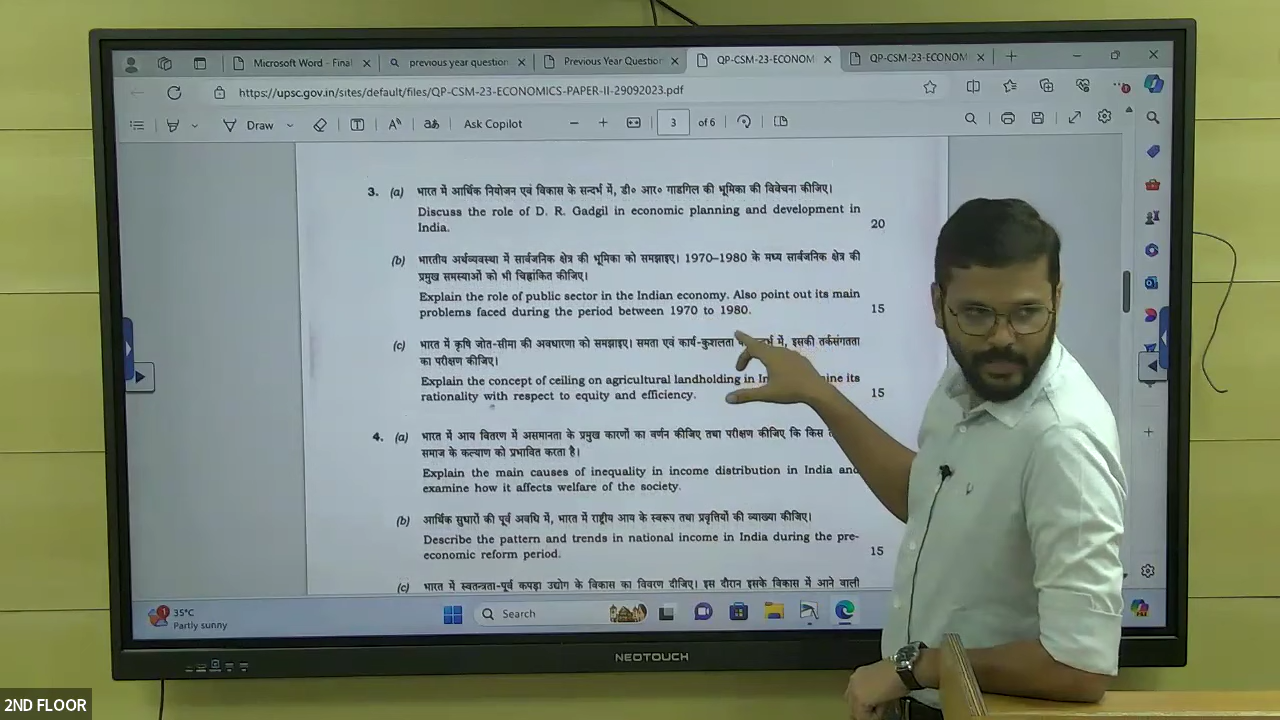 Microsoft Word - Final
previous year question
Previous Year Question
QP-CSM-23-ECONOM
QP-CSM-23-ECONOM
https://upsc.gov.in/sites/default/files/QP-CSM-23-ECONOMICS-PAPER-II-29092023.pdf
Draw
Ask Copilot
3 of 6
3. (a) भारत में आर्थिक नियोजन एवं विकास के सन्दर्भ में, डी० आर० गाडगिल की भूमिका की विवेचना कीजिए।
Discuss the role of D. R. Gadgil in economic planning and development in
India.
20
(b) भारतीय अर्थव्यवस्था में सार्वजनिक क्षेत्र की भूमिका को समझाइए। 1970–1980 के मध्य सार्वजनिक क्षेत्र की
प्रमुख समस्याओं को भी चिह्नांकित कीजिए।
Explain the role of public sector in the Indian economy. Also point out its main
problems faced during the period between 1970 to 1980.
15
(c) भारत में कृषि जोत-सीमा की अवधारणा को समझाइए। समता एवं कार्य-कुशलता में, इसकी तर्कसंगतता
का परीक्षण कीजिए।
Explain the concept of ceiling on agricultural landholding in its
rationality with respect to equity and efficiency.
15
4. (a) भारत में आय वितरण में असमानता के प्रमुख कारणों का वर्णन कीजिए तथा परीक्षण कीजिए कि किस
समाज के कल्याण को प्रभावित करता है।
Explain the main causes of inequality in income distribution in India and
examine how it affects welfare of the society.
(b) आर्थिक सुधारों की पूर्व अवधि में, भारत में राष्ट्रीय आय के स्वरूप तथा प्रवृत्तियों की व्याख्या कीजिए।
Describe the pattern and trends in national income in India during the pre-
economic reform period.
15
(c) भारत में स्वतन्त्रता-पूर्व कपड़ा उद्योग के विकास का विवरण दीजिए। इस दौरान इसके विकास में आने वाली
35°C
Partly sunny
Search
NEOTOUCH
2ND FLOOR